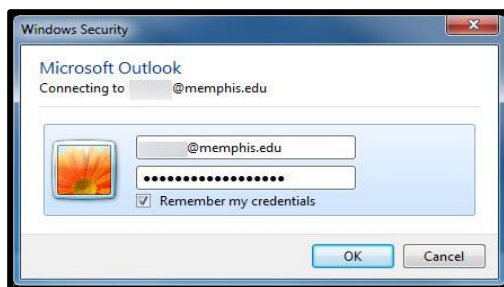 Windows Security
Microsoft Outlook
Connecting to @memphis.edu
@memphis.edu
••••••••••••••••••
Remember my credentials
OK
Cancel